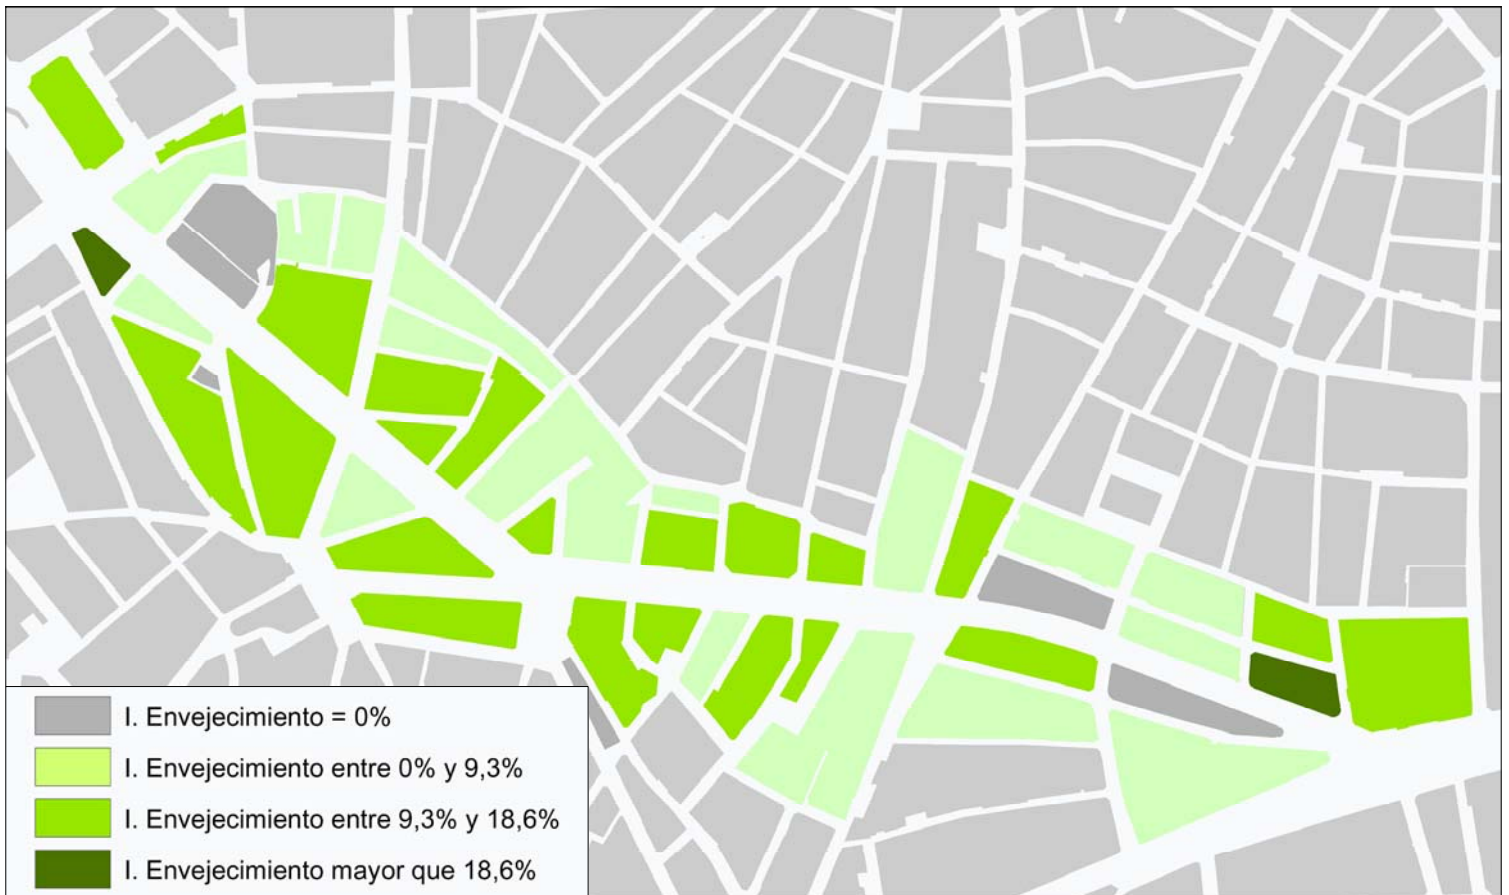 I. Envejecimiento = 0%
I. Envejecimiento entre 0% y 9,3%
I. Envejecimiento entre 9,3% y 18,6%
I. Envejecimiento mayor que 18,6%